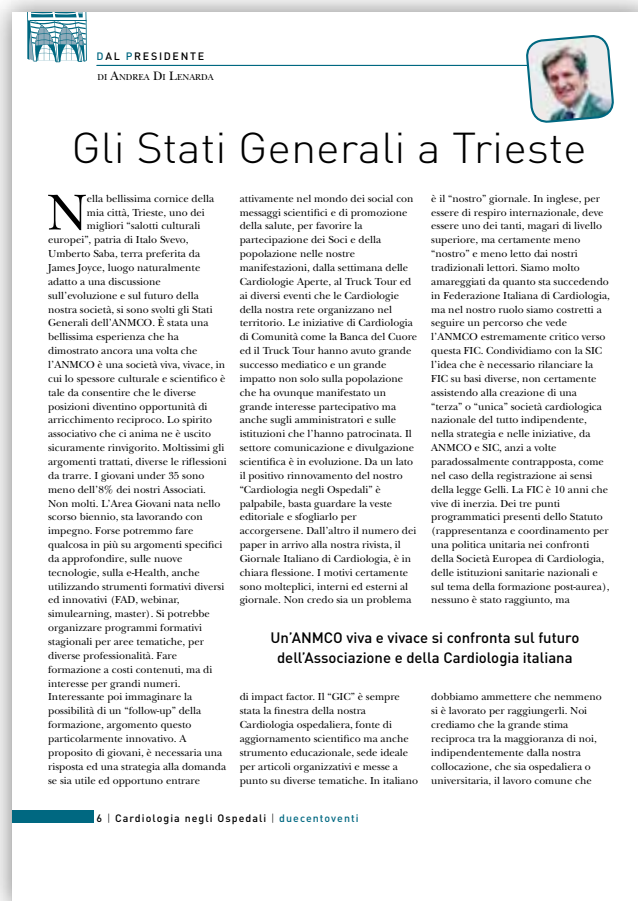 DAL PRESIDENTE
DI ANDREA DI LENARDA
Gli Stati Generali a Trieste
Nella bellissima cornice della
mia città, Trieste, uno dei
migliori “salotti culturali
europei”, patria di Italo Svevo,
Umberto Saba, terra preferita da
James Joyce, luogo naturalmente
adatto a una discussione
sull’evoluzione e sul futuro della
nostra società, si sono svolti gli Stati
Generali dell’ANMCO. È stata una
bellissima esperienza che ha
dimostrato ancora una volta che
l’ANMCO è una società viva, vivace, in
cui lo spessore culturale e scientifico è
tale da consentire che le diverse
posizioni diventino opportunità di
arricchimento reciproco. Lo spirito
associativo che ci anima ne è uscito
sicuramente rinvigorito. Moltissimi gli
argomenti trattati, diverse le riflessioni
da trarre. I giovani under 35 sono
meno dell’8% dei nostri Associati.
Non molti. L’Area Giovani nata nello
scorso biennio, sta lavorando con
impegno. Forse potremmo fare
qualcosa in più su argomenti specifici
da approfondire, sulle nuove
tecnologie, sulla e-Health, anche
utilizzando strumenti formativi diversi
ed innovativi (FAD, webinar,
simulearning, master). Si potrebbe
organizzare programmi formativi
stagionali per aree tematiche, per
diverse professionalità. Fare
formazione a costi contenuti, ma di
interesse per grandi numeri.
Interessante poi immaginare la
possibilità di un “follow-up” della
formazione, argomento questo
particolarmente innovativo. A
proposito di giovani, è necessaria una
risposta ed una strategia alla domanda
se sia utile ed opportuno entrare
attivamente nel mondo dei social con
messaggi scientifici e di promozione
della salute, per favorire la
partecipazione dei Soci e della
popolazione nelle nostre
manifestazioni, dalla settimana delle
Cardiologie Aperte, al Truck Tour ed
ai diversi eventi che le Cardiologie
della nostra rete organizzano nel
territorio. Le iniziative di Cardiologia
di Comunità come la Banca del Cuore
ed il Truck Tour hanno avuto grande
successo mediatico e un grande
impatto non solo sulla popolazione
che ha ovunque manifestato un
grande interesse partecipativo ma
anche sugli amministratori e sulle
istituzioni che l’hanno patrocinata. Il
settore comunicazione e divulgazione
scientifica è in evoluzione. Da un lato
il positivo rinnovamento del nostro
“Cardiologia negli Ospedali” è
palpabile, basta guardare la veste
editoriale e sfogliarlo per
accorgersene. Dall’altro il numero dei
paper in arrivo alla nostra rivista, il
Giornale Italiano di Cardiologia, è in
chiara flessione. I motivi certamente
sono molteplici, interni ed esterni al
giornale. Non credo sia un problema
di impact factor. Il “GIC” è sempre
stata la finestra della nostra
Cardiologia ospedaliera, fonte di
aggiornamento scientifico ma anche
strumento educazionale, sede ideale
per articoli organizzativi e messe a
punto su diverse tematiche. In italiano
è il “nostro” giornale. In inglese, per
essere di respiro internazionale, deve
essere uno dei tanti, magari di livello
superiore, ma certamente meno
“nostro” e meno letto dai nostri
tradizionali lettori. Siamo molto
amareggiati da quanto sta succedendo
in Federazione Italiana di Cardiologia,
ma nel nostro ruolo siamo costretti a
seguire un percorso che vede
l’ANMCO estremamente critico verso
questa FIC. Condividiamo con la SIC
l’idea che è necessario rilanciare la
FIC su basi diverse, non certamente
assistendo alla creazione di una
“terza” o “unica” società cardiologica
nazionale del tutto indipendente,
nella strategia e nelle iniziative, da
ANMCO e SIC, anzi a volte
paradossalmente contrapposta, come
nel caso della registrazione ai sensi
della legge Gelli. La FIC è 10 anni che
vive di inerzia. Dei tre punti
programmatici presenti dello Statuto
(rappresentanza e coordinamento per
una politica unitaria nei confronti
della Società Europea di Cardiologia,
delle istituzioni sanitarie nazionali e
sul tema della formazione post-aurea),
nessuno è stato raggiunto, ma
dobbiamo ammettere che nemmeno
si è lavorato per raggiungerli. Noi
crediamo che la grande stima
reciproca tra la maggioranza di noi,
indipendentemente dalla nostra
collocazione, che sia ospedaliera o
universitaria, il lavoro comune che
Un’ANMCO viva e vivace si confronta sul futuro
dell’Associazione e della Cardiologia italiana
6 | Cardiologia negli Ospedali | duecentoventi